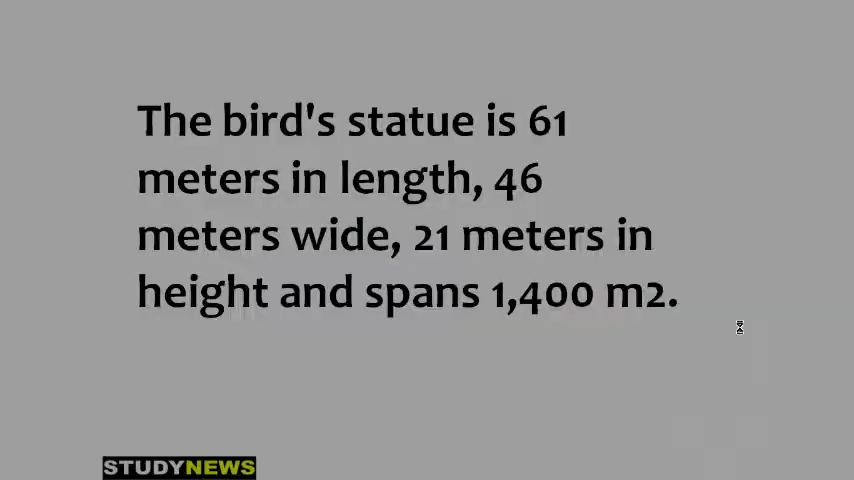 The bird's statue is 61
meters in length, 46
meters wide, 21 meters in
height and spans 1,400 m2.
STUDYNEWS